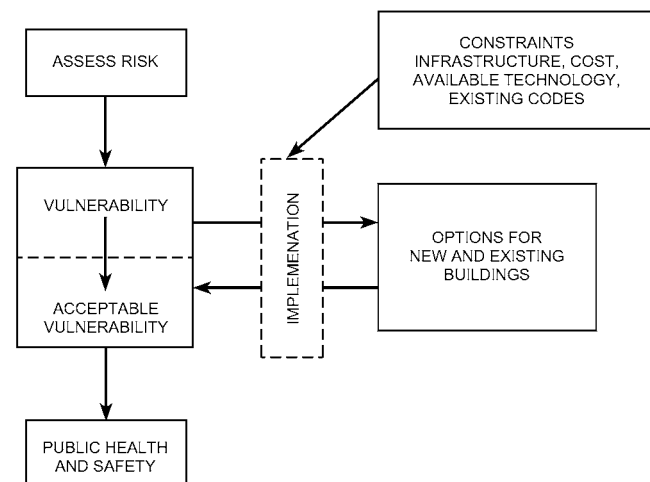 ASSESS RISK
CONSTRAINTS
INFRASTRUCTURE, COST,
AVAILABLE TECHNOLOGY,
EXISTING CODES
VULNERABILITY
ACCEPTABLE
VULNERABILITY
IMPLEMENATION
OPTIONS FOR
NEW AND EXISTING
BUILDINGS
PUBLIC HEALTH
AND SAFETY